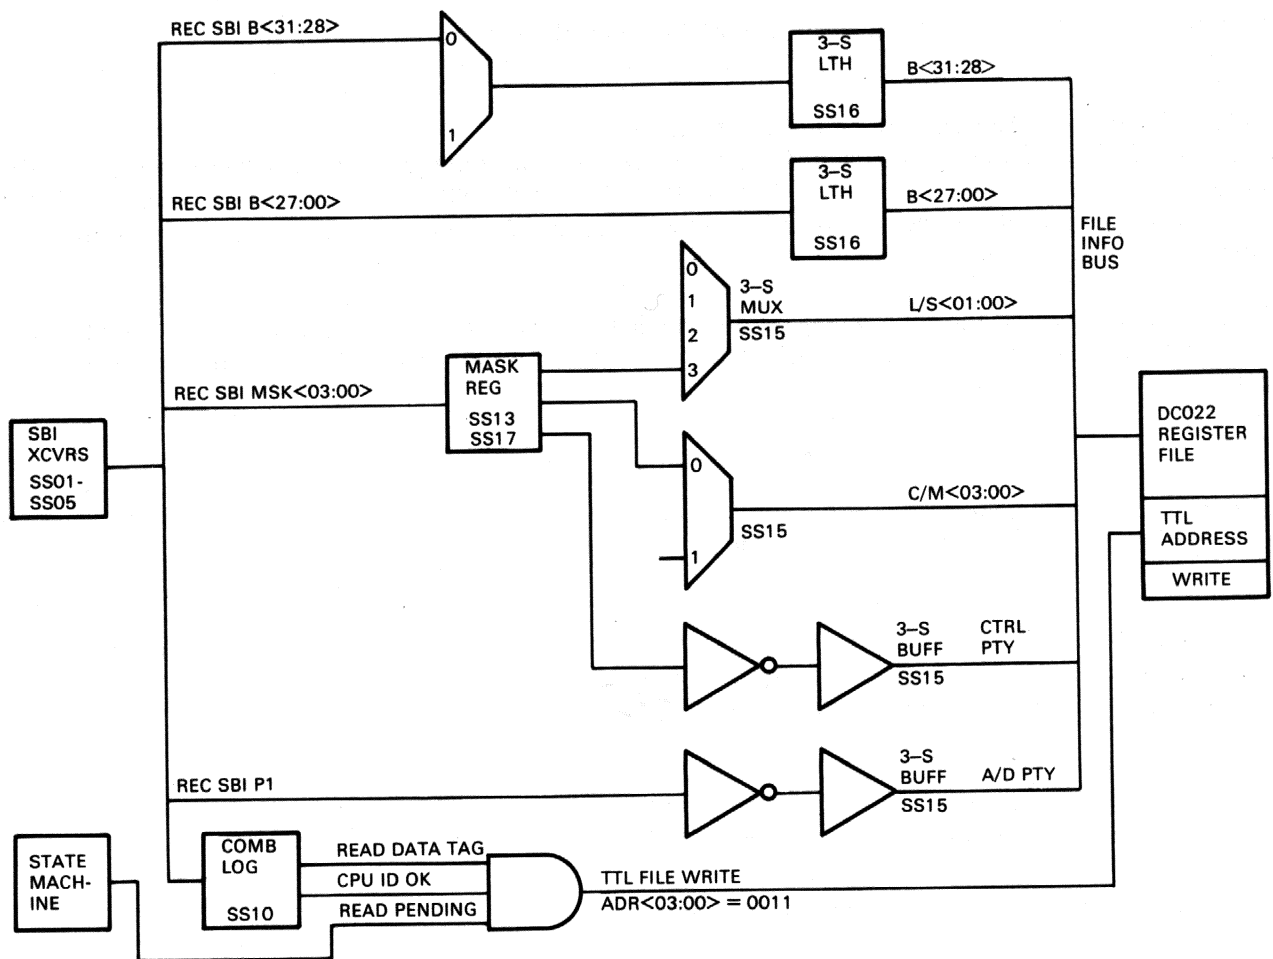 REC SBI B<31:28>
0
1
3–S
LTH
SS16
B<31:28>
REC SBI B<27:00>
3–S
LTH
SS16
B<27:00>
FILE
INFO
BUS
0
1
2
3
3–S
MUX
SS15
L/S<01:00>
REC SBI MSK<03:00>
MASK
REG
SS13
SS17
SBI
XCVRS
SS01-
SS05
0
1
SS15
C/M<03:00>
DC022
REGISTER
FILE
TTL
ADDRESS
WRITE
3–S
BUFF
SS15
CTRL
PTY
REC SBI P1
3–S
BUFF
SS15
A/D PTY
STATE
MACH-
INE
COMB
LOG
SS10
READ DATA TAG
CPU ID OK
READ PENDING
TTL FILE WRITE
ADR<03:00> = 0011